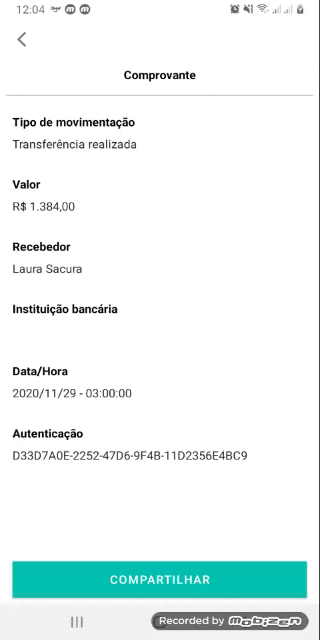 12:04
Comprovante
Tipo de movimentação
Transferência realizada
Valor
R$ 1.384,00
Recebedor
Laura Sacura
Instituição bancária
Data/Hora
2020/11/29 - 03:00:00
Autenticação
D33D7A0E-2252-47D6-9F4B-11D2356E4BC9
COMPARTILHAR
Recorded by MOBIZEN